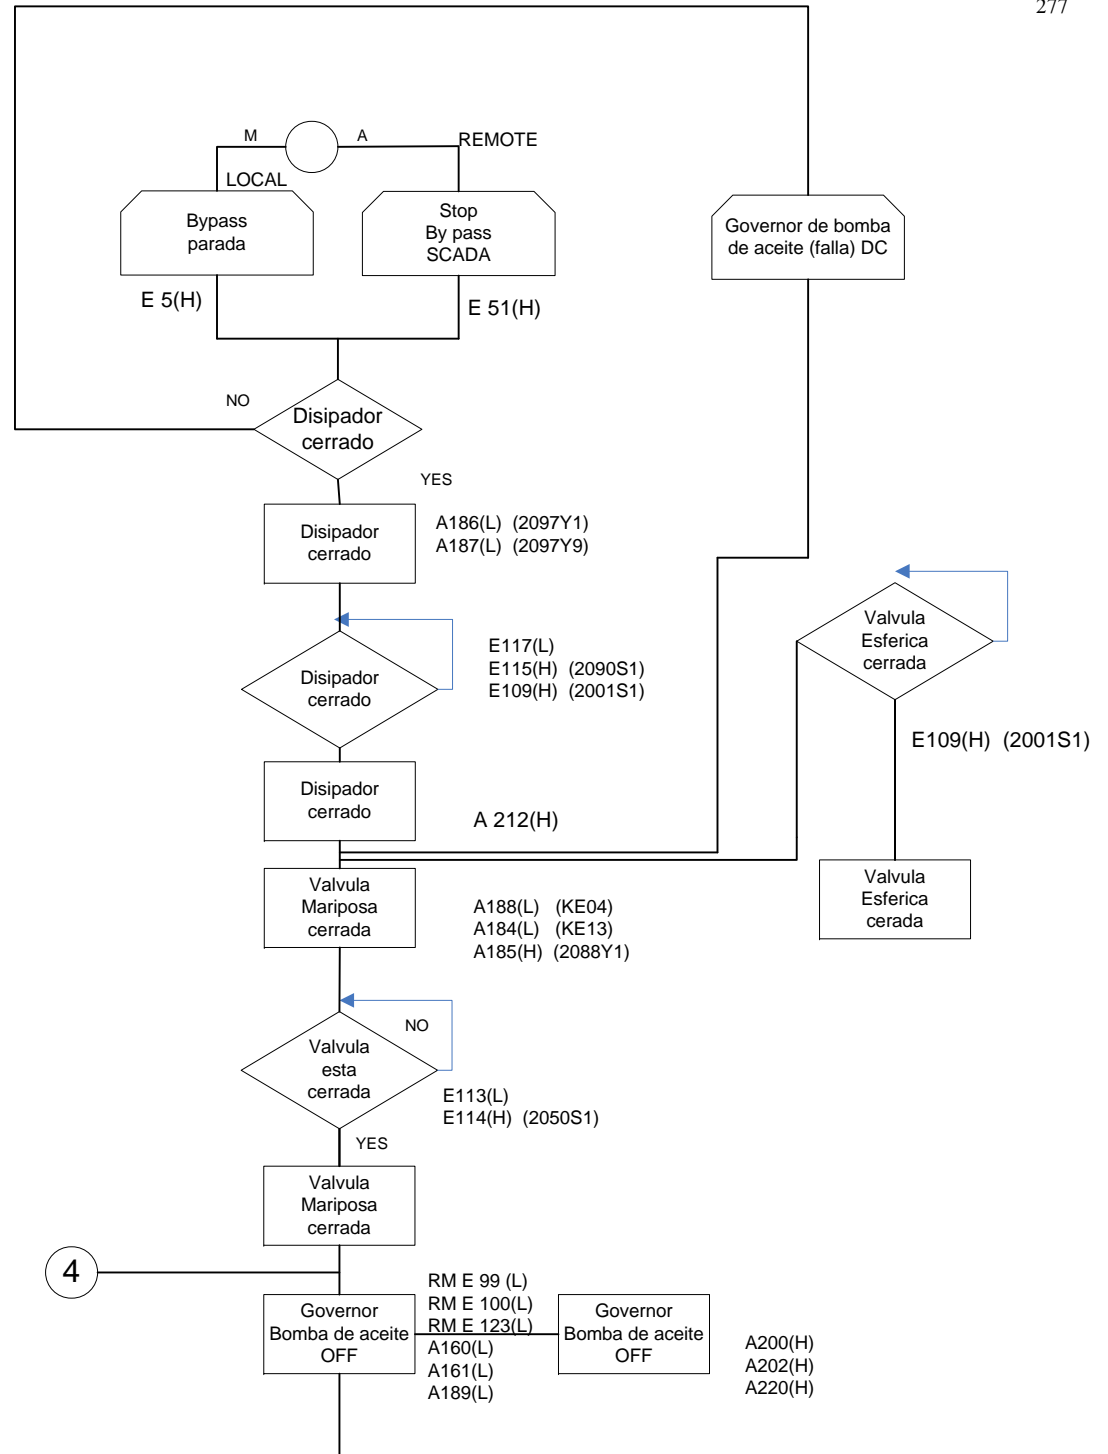 277
M
A
REMOTE
LOCAL
Bypass
parada
Stop
By pass
SCADA
Governor de bomba
de aceite (falla) DC
E 5(H)
E 51(H)
NO
Disipador
cerrado
YES
Disipador
cerrado
A186(L) (2097Y1)
A187(L) (2097Y9)
Disipador
cerrado
E117(L)
E115(H) (2090S1)
E109(H) (2001S1)
Valvula
Esferica
cerrada
E109(H) (2001S1)
Disipador
cerrado
A 212(H)
Valvula
Mariposa
cerrada
A188(L) (KE04)
A184(L) (KE13)
A185(H) (2088Y1)
Valvula
Esferica
cerada
NO
Valvula
esta
cerrada
E113(L)
E114(H) (2050S1)
YES
Valvula
Mariposa
cerrada
4
Governor
Bomba de aceite
OFF
RM E 99 (L)
RM E 100(L)
RM E 123(L)
A160(L)
A161(L)
A189(L)
Governor
Bomba de aceite
OFF
A200(H)
A202(H)
A220(H)